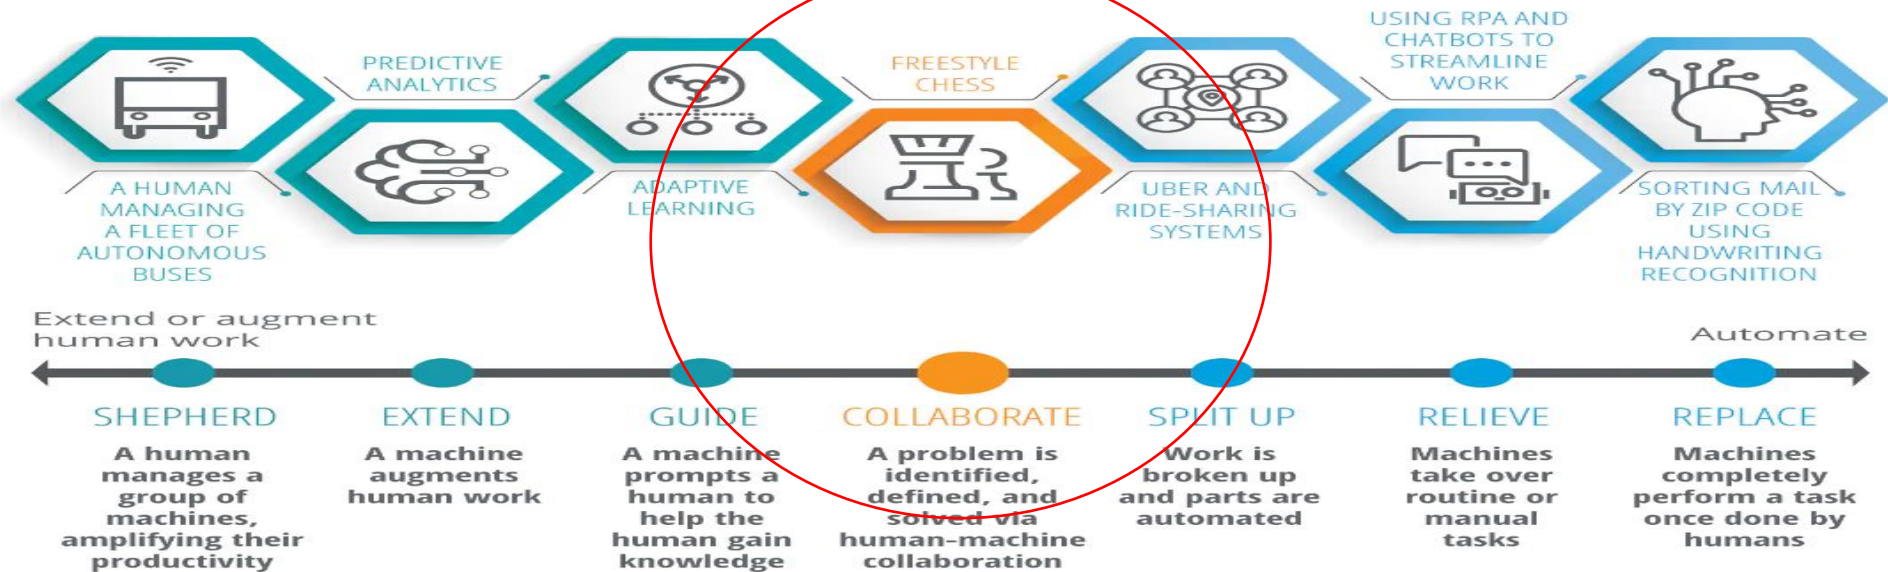 A HUMAN
MANAGING
A FLEET OF
AUTONOMOUS
BUSES
PREDICTIVE
ANALYTICS
ADAPTIVE
LEARNING
FREESTYLE
CHESS
UBER AND
RIDE-SHARING
SYSTEMS
USING RPA AND
CHATBOTS TO
STREAMLINE
WORK
SORTING MAIL
BY ZIP CODE
USING
HANDWRITING
RECOGNITION
Extend or augment
human work
Automate
SHEPHERD
A human
manages a
group of
machines,
amplifying their
productivity
EXTEND
A machine
augments
human work
GUIDE
A machine
prompts a
human to
help the
human gain
knowledge
COLLABORATE
A problem is
identified,
defined, and
solved via
human-machine
collaboration
SPLIT UP
Work is
broken up
and parts are
automated
RELIEVE
Machines
take over
routine or
manual
tasks
REPLACE
Machines
completely
perform a task
once done by
humans